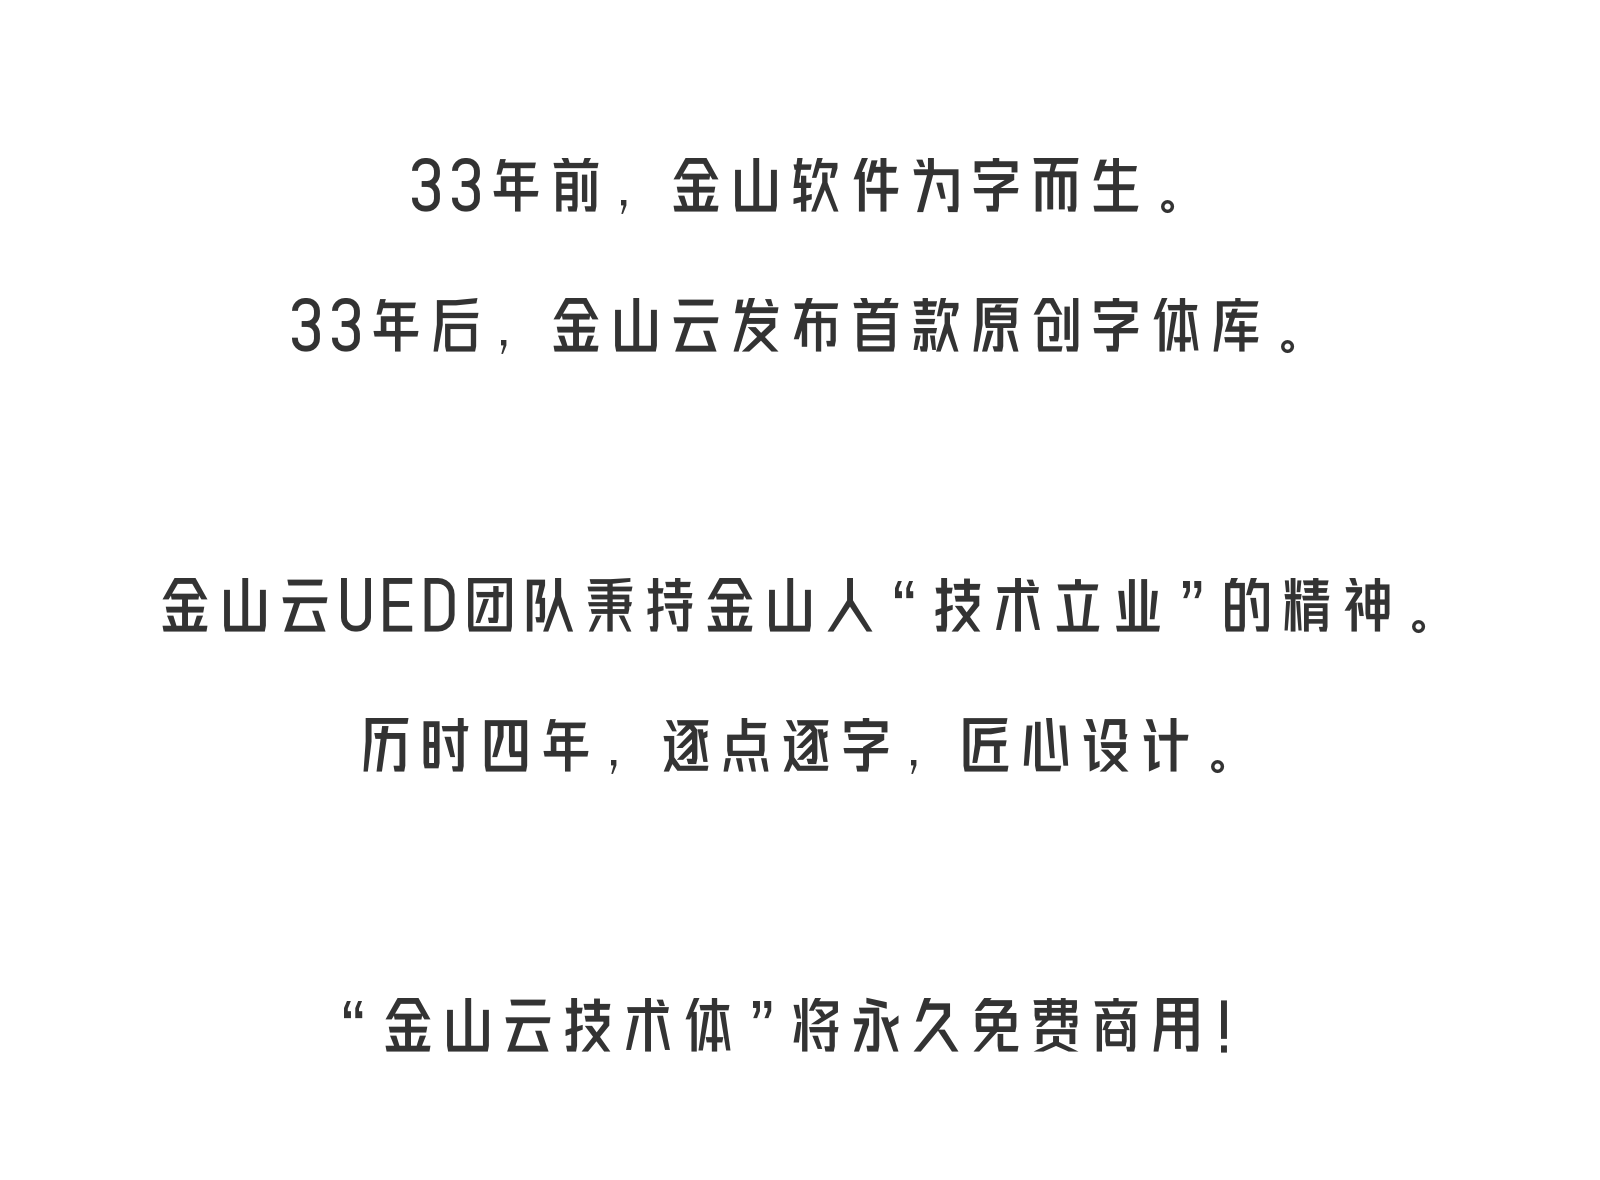 33年前，金山软件为字而生。
33年后，金山云发布首款原创字体库。
金山云UED团队秉持金山人“技术立业”的精神。
历时四年，逐点逐字，匠心设计。
“金山云技术体”将永久免费商用！